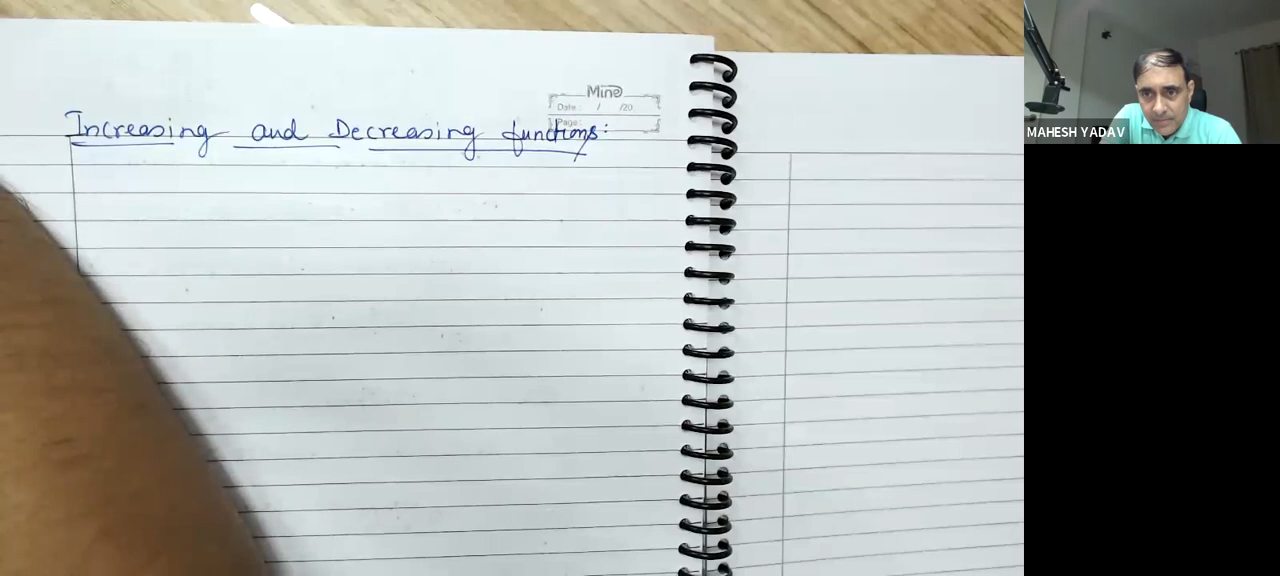 Mino
Date : / /20
Page :
Increasing and Decreasing functions:
MAHESH YADAV